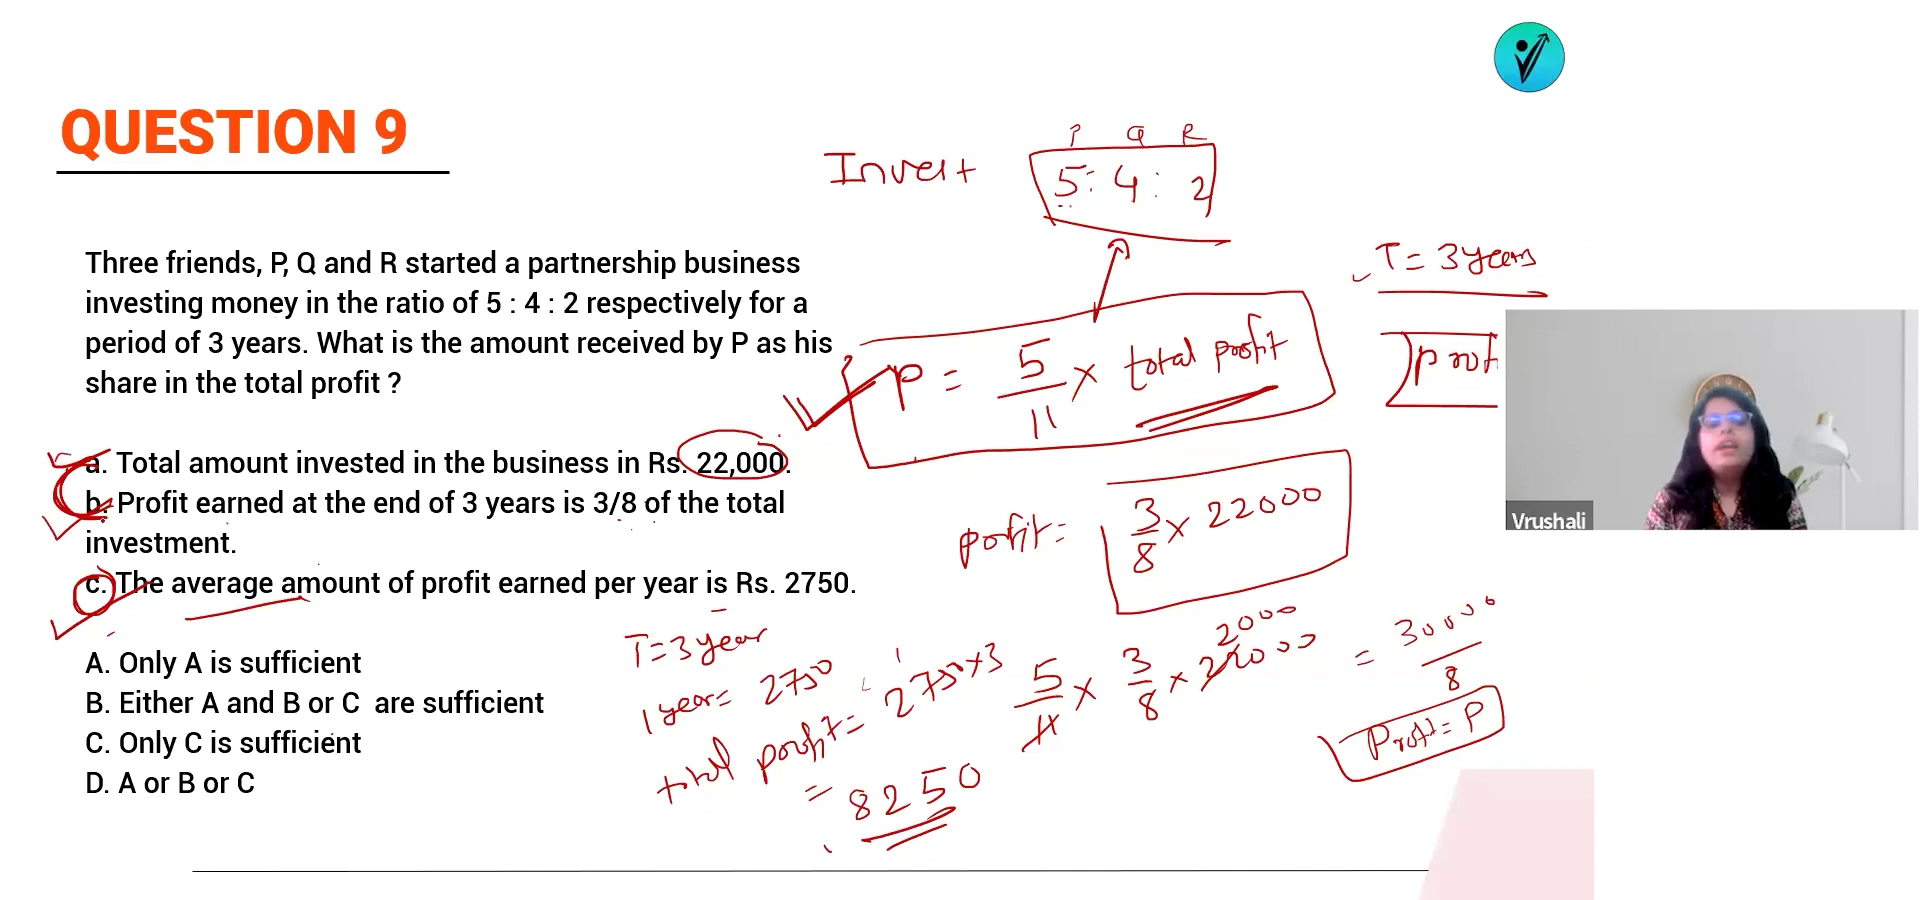 QUESTION 9
Three friends, P, Q and R started a partnership business
investing money in the ratio of 5 : 4 : 2 respectively for a
period of 3 years. What is the amount received by P as his
share in the total profit ?
a. Total amount invested in the business in Rs. 22,000.
b. Profit earned at the end of 3 years is 3/8 of the total
investment.
c. The average amount of profit earned per year is Rs. 2750.
A. Only A is sufficient
B. Either A and B or C  are sufficient
C. Only C is sufficient
D. A or B or C
P Q R
Invest 5 : 4 : 2
T = 3 years
P = 5/11 × total profit
profit = 3/8 × 22000
T = 3 year
1 year = 2750
total profit = 2750×3
= 8250
5/11 × 3/8 × 22000 = 30000/8
2000
Profit = P
Vrushali